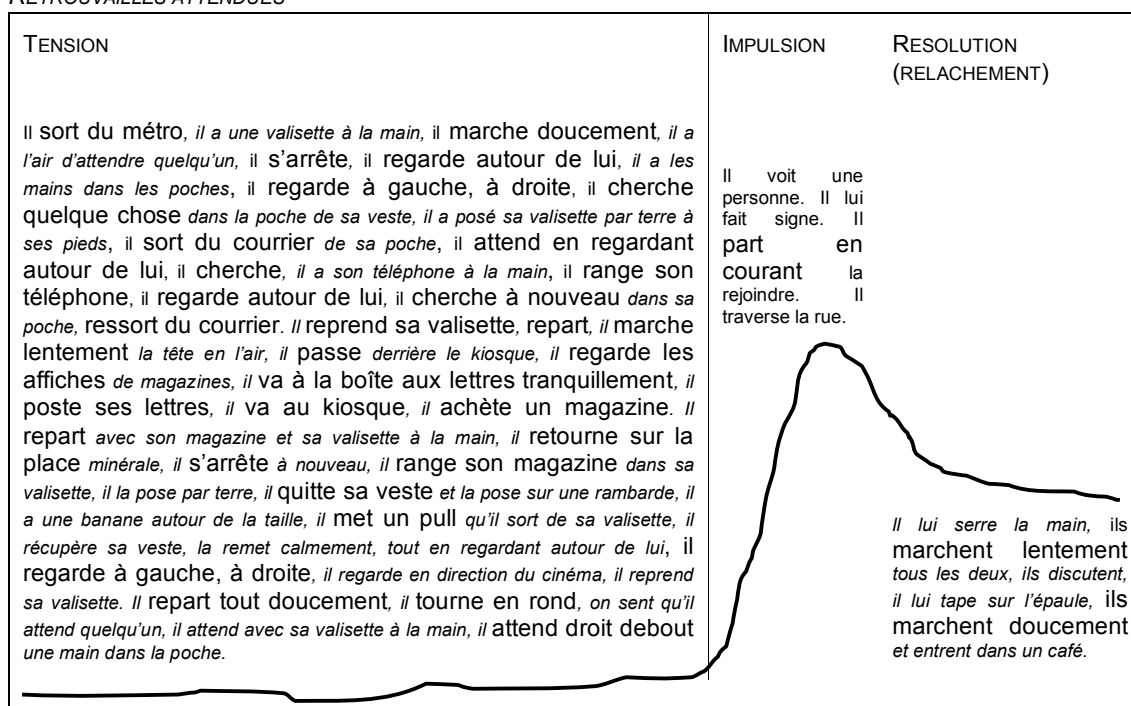 RETROUVAILLES ATTENDUES
TENSION
Il sort du métro, il a une valisette à la main, il marche doucement, il a
l'air d'attendre quelqu'un, il s'arrête, il regarde autour de lui, il a les
mains dans les poches, il regarde à gauche, à droite, il cherche
quelque chose dans la poche de sa veste, il a posé sa valisette par terre à
ses pieds, il sort du courrier de sa poche, il attend en regardant
autour de lui, il cherche, il a son téléphone à la main, il range son
téléphone, il regarde autour de lui, il cherche à nouveau dans sa
poche, ressort du courrier. Il reprend sa valisette, repart, il marche
lentement la tête en l'air, il passe derrière le kiosque, il regarde les
affiches de magazines, il va à la boîte aux lettres tranquillement, il
poste ses lettres, il va au kiosque, il achète un magazine. Il
repart avec son magazine et sa valisette à la main, il retourne sur la
place minérale, il s'arrête à nouveau, il range son magazine dans sa
valisette, il la pose par terre, il quitte sa veste et la pose sur une rambarde, il
a une banane autour de la taille, il met un pull qu'il sort de sa valisette, il
récupère sa veste, la remet calmement, tout en regardant autour de lui, il
regarde à gauche, à droite, il regarde en direction du cinéma, il reprend
sa valisette. Il repart tout doucement, il tourne en rond, on sent qu'il
attend quelqu'un, il attend avec sa valisette à la main, il attend droit debout
une main dans la poche.
IMPULSION
Il voit une
personne. Il lui
fait signe. Il
part en
courant la
rejoindre. Il
traverse la rue.
RESOLUTION
(RELACHEMENT)
Il lui serre la main, ils
marchent lentement
tous les deux, ils discutent,
il lui tape sur l'épaule, ils
marchent doucement
et entrent dans un café.